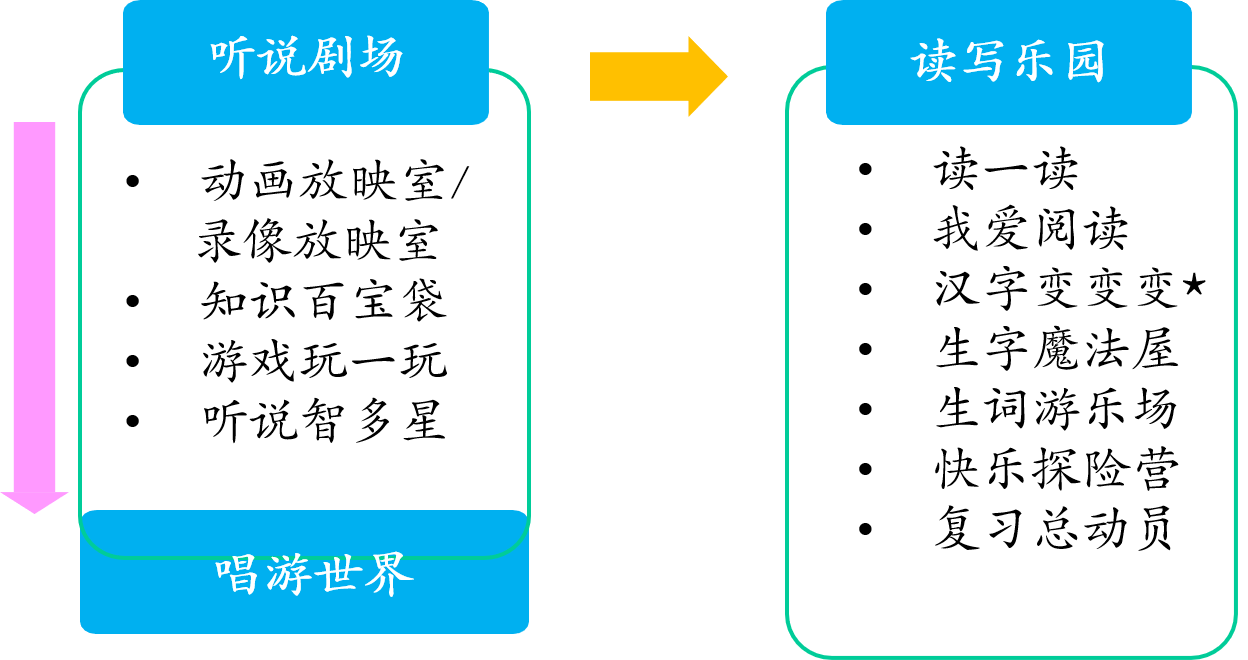 听说剧场
• 动画放映室/
录像放映室
• 知识百宝袋
• 游戏玩一玩
• 听说智多星
唱游世界
读写乐园
• 读一读
• 我爱阅读
• 汉字变变变★
• 生字魔法屋
• 生词游乐场
• 快乐探险营
• 复习总动员